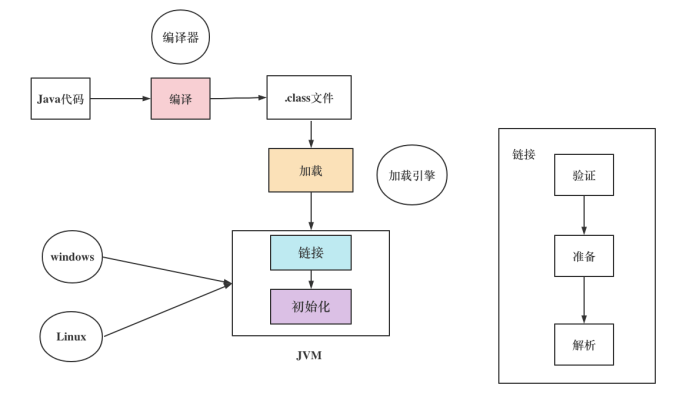 编译器
Java代码
编译
.class文件
加载
加载引擎
链接
初始化
JVM
windows
Linux
链接
验证
准备
解析